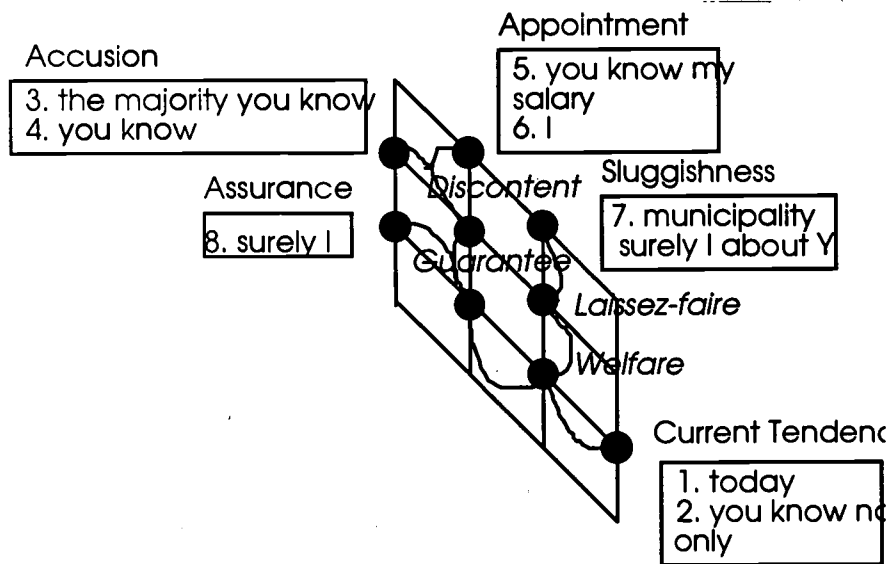 Appointment
5. you know my
salary
6. I
Accusion
3. the majority you know
4. you know
Discontent
Sluggishness
7. municipality
surely I about Y
Assurance
8. surely I
Guarantee
Laissez-faire
Welfare
Current Tendenc
1. today
2. you know no
only